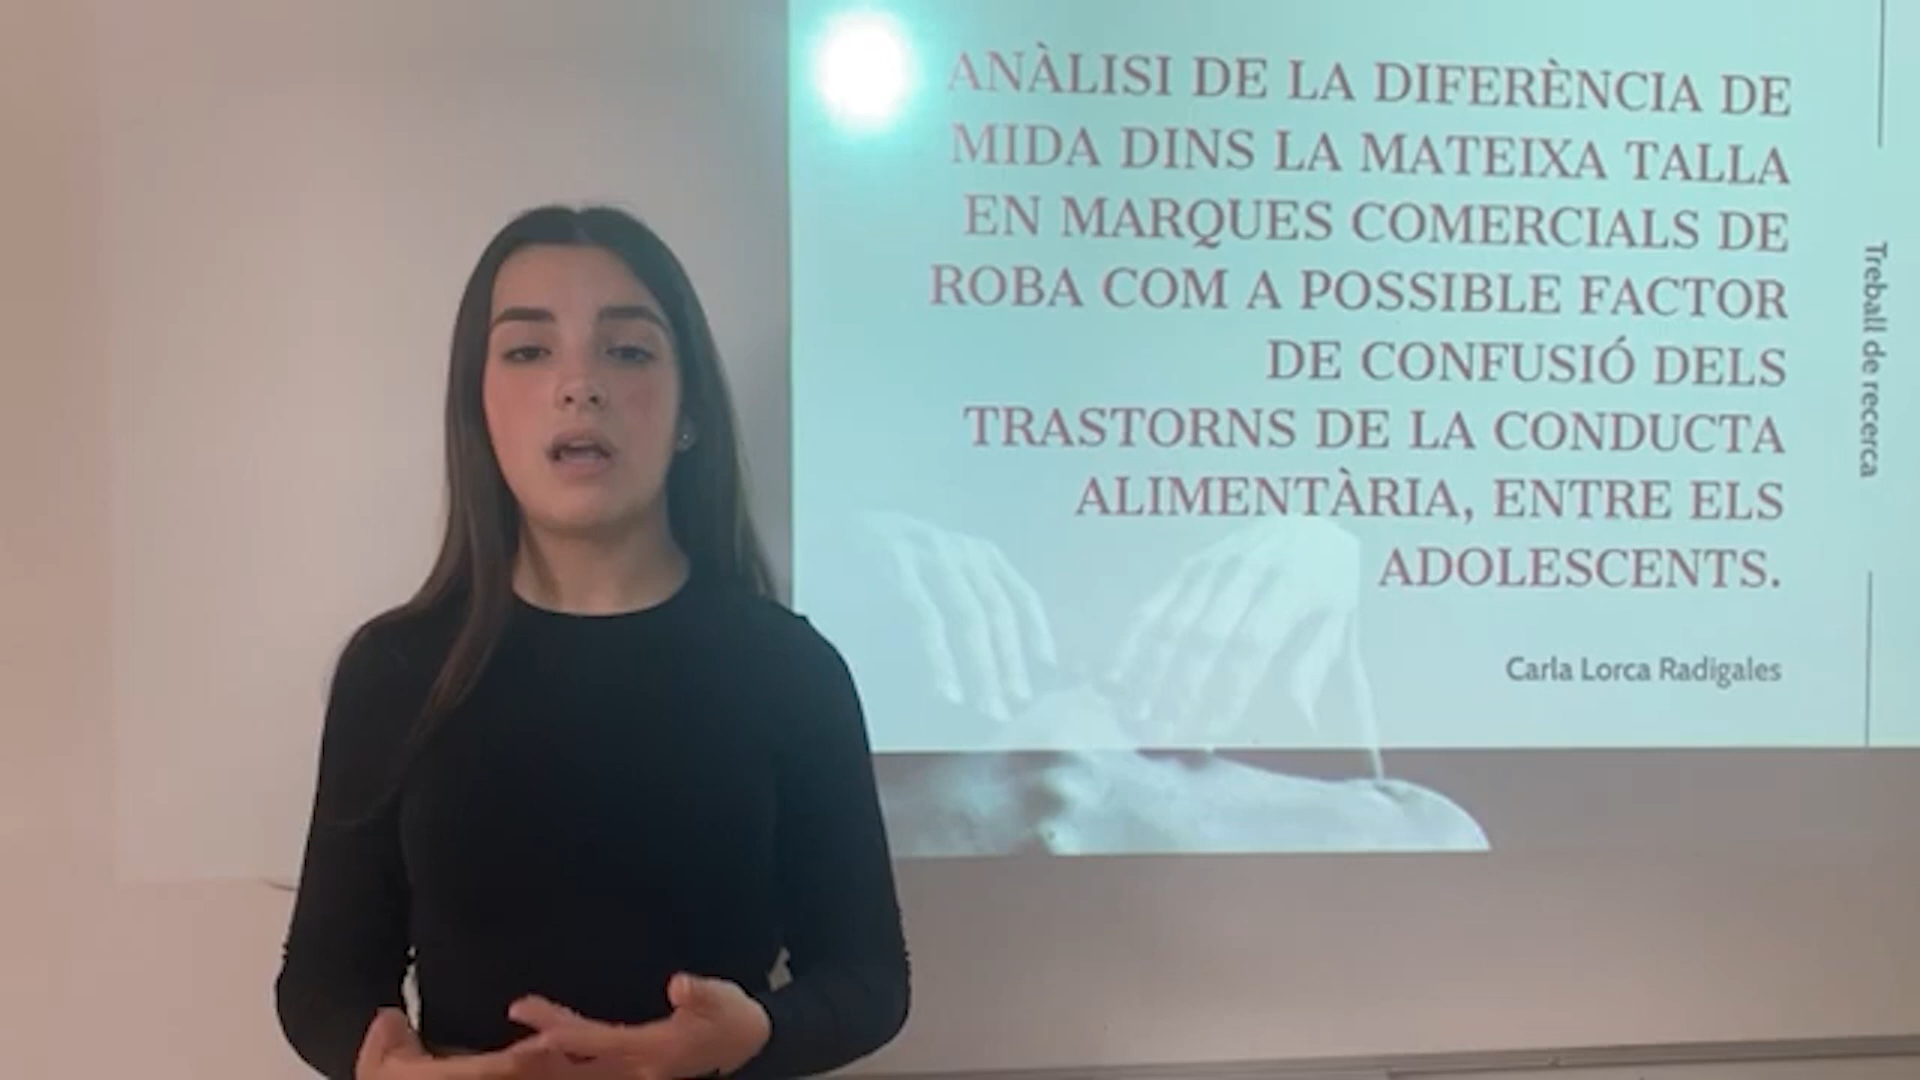 ANÀLISI DE LA DIFERÈNCIA DE
MIDA DINS LA MATEIXA TALLA
EN MARQUES COMERCIALS DE
ROBA COM A POSSIBLE FACTOR
DE CONFUSIÓ DELS
TRASTORNS DE LA CONDUCTA
ALIMENTÀRIA, ENTRE ELS
ADOLESCENTS.
Carla Lorca Radigales
Treball de recerca